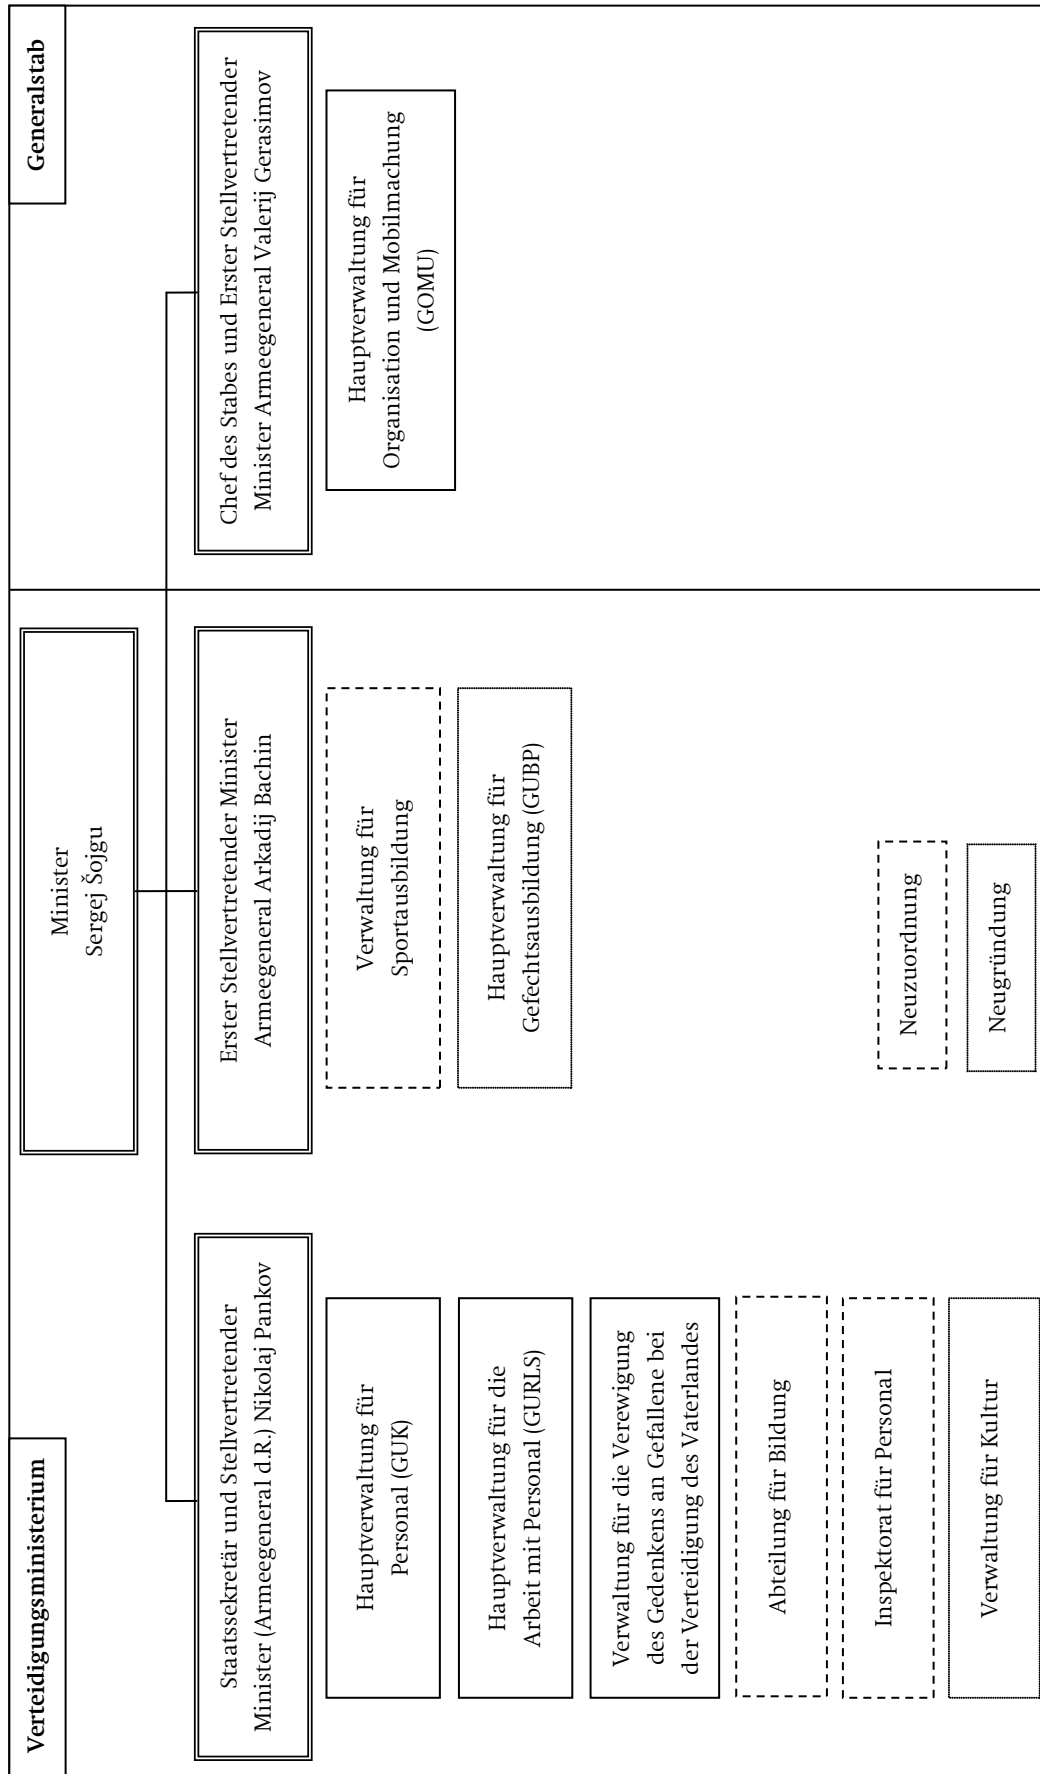 Verteidigungsministerium
Generalstab
Minister
Sergej Šojgu
Staatssekretär und Stellvertretender
Minister (Armeegeneral d.R.) Nikolaj Pankov
Erster Stellvertretender Minister
Armeegeneral Arkadij Bachin
Chef des Stabes und Erster Stellvertretender
Minister Armeegeneral Valerij Gerasimov
Hauptverwaltung für
Personal (GUK)
Hauptverwaltung für die
Arbeit mit Personal (GURLS)
Verwaltung für die Verewigung
des Gedenkens an Gefallene bei
der Verteidigung des Vaterlandes
Abteilung für Bildung
Inspektorat für Personal
Verwaltung für Kultur
Verwaltung für
Sportausbildung
Hauptverwaltung für
Gefechtsausbildung (GUBP)
Hauptverwaltung für
Organisation und Mobilmachung
(GOMU)
Neuzuordnung
Neugründung